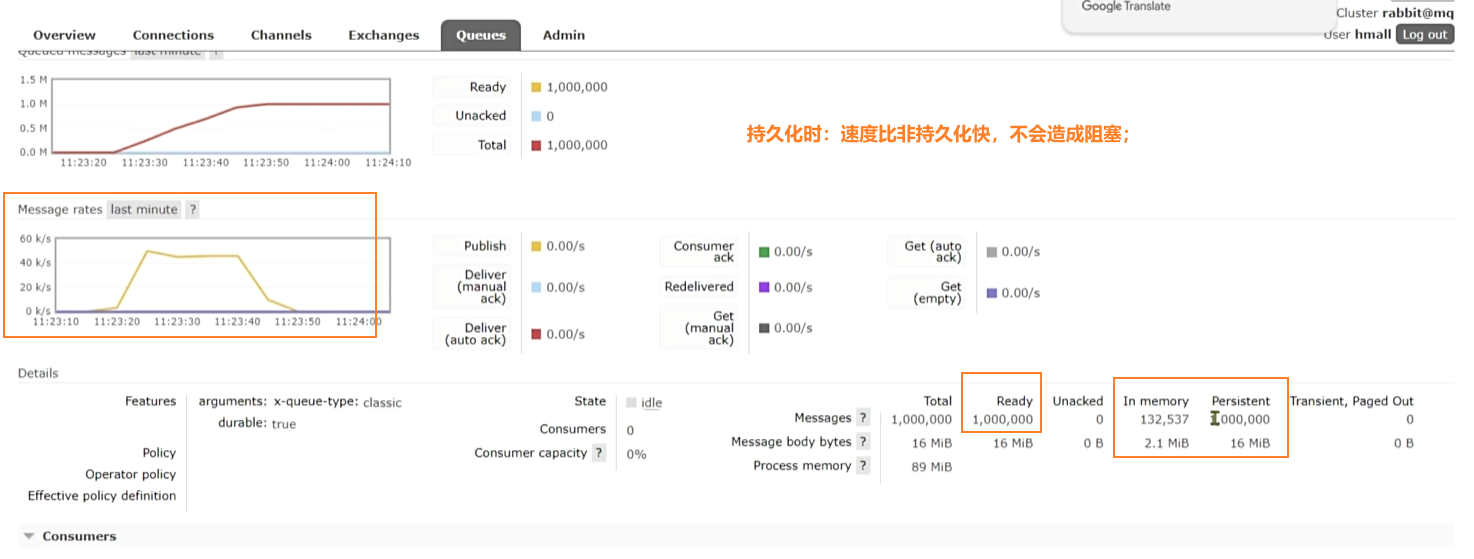 Google Translate
Cluster rabbit@mq
Overview Connections Channels Exchanges Queues Admin
User hmall Log out
Queued messages last minute ?
1.5 M
1.0 M
0.5 M
0.0 M
11:23:20 11:23:30 11:23:40 11:23:50 11:24:00 11:24:10
Ready 1,000,000
Unacked 0
Total 1,000,000
持久化时：速度比非持久化快，不会造成阻塞；
Message rates last minute ?
60 k/s
40 k/s
20 k/s
0 k/s
11:23:10 11:23:20 11:23:30 11:23:40 11:23:50 11:24:00
Publish 0.00/s
Deliver (manual ack) 0.00/s
Deliver (auto ack) 0.00/s
Consumer ack 0.00/s
Redelivered 0.00/s
Get (manual ack) 0.00/s
Get (auto ack) 0.00/s
Get (empty) 0.00/s
Details
Features arguments: x-queue-type: classic
durable: true
Policy
Operator policy
Effective policy definition
State idle
Consumers 0
Consumer capacity ? 0%
Total Ready Unacked In memory Persistent Transient, Paged Out
Messages ? 1,000,000 1,000,000 0 132,537 1,000,000 0
Message body bytes ? 16 MiB 16 MiB 0 B 2.1 MiB 16 MiB 0 B
Process memory ? 89 MiB
Consumers